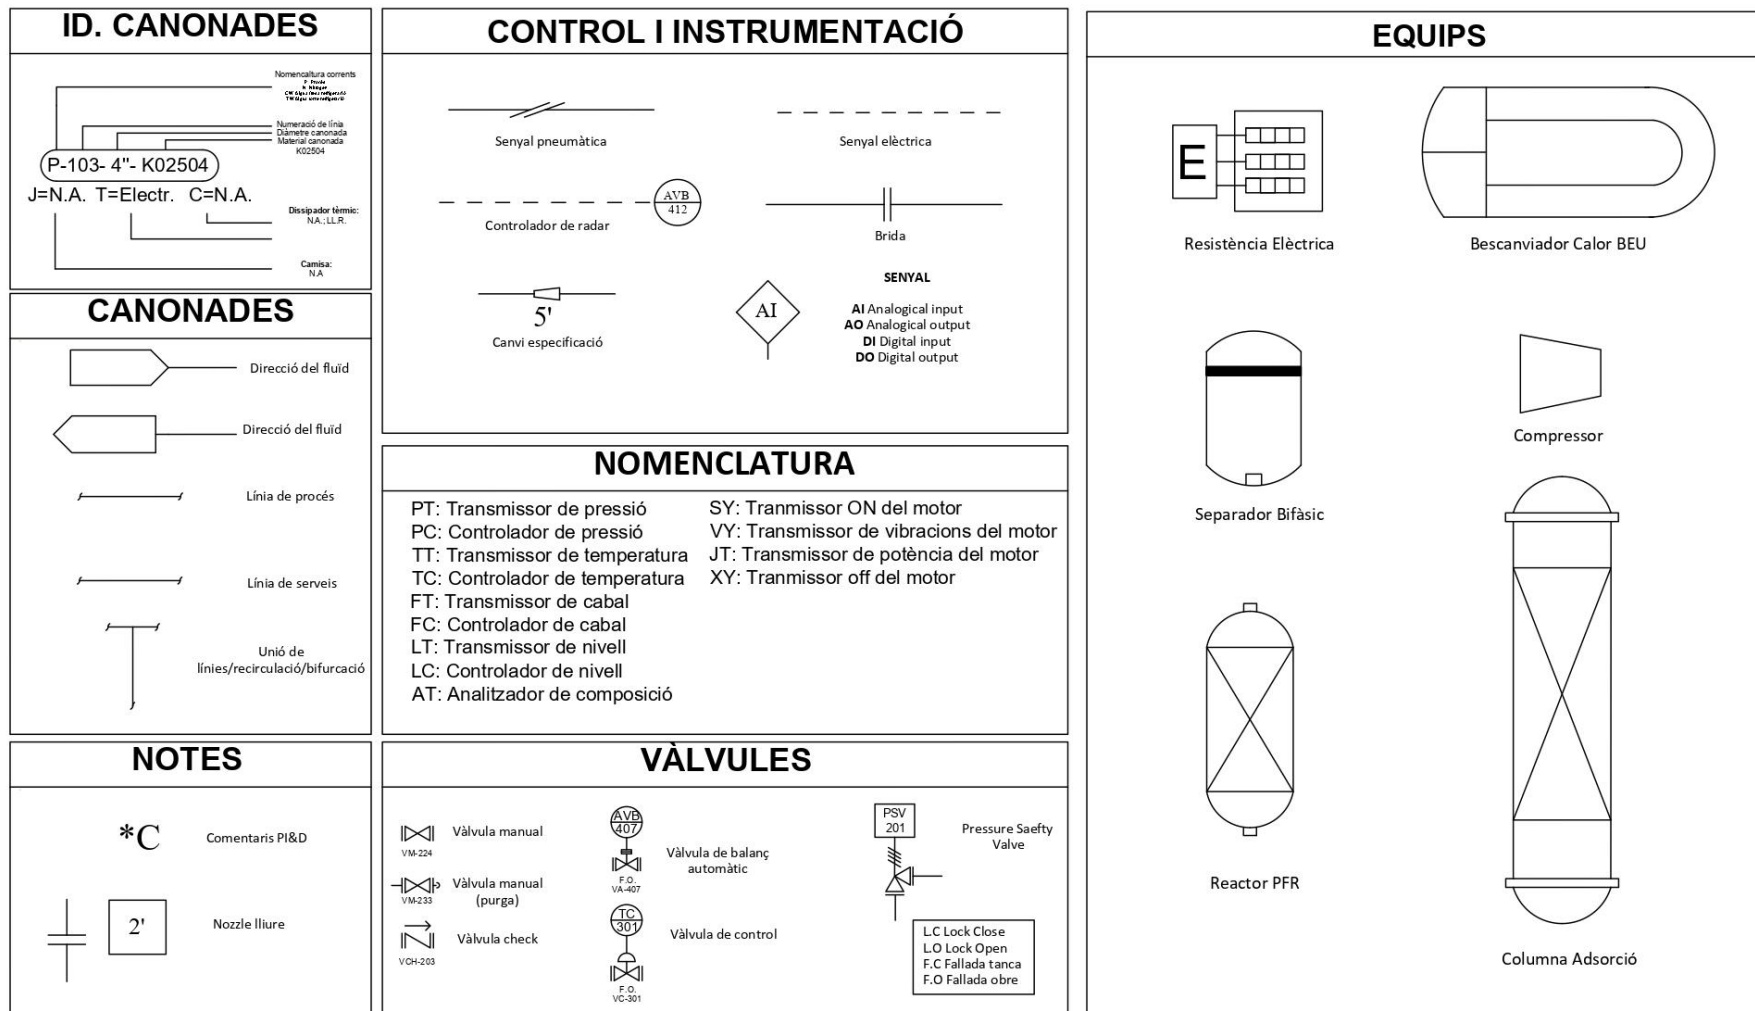 ID. CANONADES
Nomencaltura corrents
Numeració de línia
Diàmetre canonada
Material canonada
K02504
P-103- 4"- K02504
J=N.A. T=Electr. C=N.A.
Dissipador tèrmic:
N.A.; LL.R.
Camisa:
N.A
CANONADES
Direcció del fluïd
Direcció del fluïd
Línia de procés
Línia de serveis
Unió de
línies/recirculació/bifurcació
NOTES
*C
Comentaris PI&D
2'
Nozzle lliure
CONTROL I INSTRUMENTACIÓ
Senyal pneumàtica
Senyal elèctrica
AVB
412
Controlador de radar
Brida
5'
Canvi especificació
AI
SENYAL
AI Analogical input
AO Analogical output
DI Digital input
DO Digital output
NOMENCLATURA
PT: Transmissor de pressió
PC: Controlador de pressió
TT: Transmissor de temperatura
TC: Controlador de temperatura
FT: Transmissor de cabal
FC: Controlador de cabal
LT: Transmissor de nivell
LC: Controlador de nivell
AT: Analitzador de composició
SY: Tranmissor ON del motor
VY: Transmissor de vibracions del motor
JT: Transmissor de potència del motor
XY: Tranmissor off del motor
VÀLVULES
VM-224
Vàlvula manual
VM-233
Vàlvula manual
(purga)
VCH-203
Vàlvula check
AVB
407
F.O.
VA-407
Vàlvula de balanç
automàtic
TC
301
F.O.
VC-301
Vàlvula de control
PSV
201
Pressure Saefty
Valve
L.C Lock Close
L.O Lock Open
F.C Fallada tanca
F.O Fallada obre
EQUIPS
E
Resistència Elèctrica
Bescanviador Calor BEU
Separador Bifàsic
Compressor
Reactor PFR
Columna Adsorció